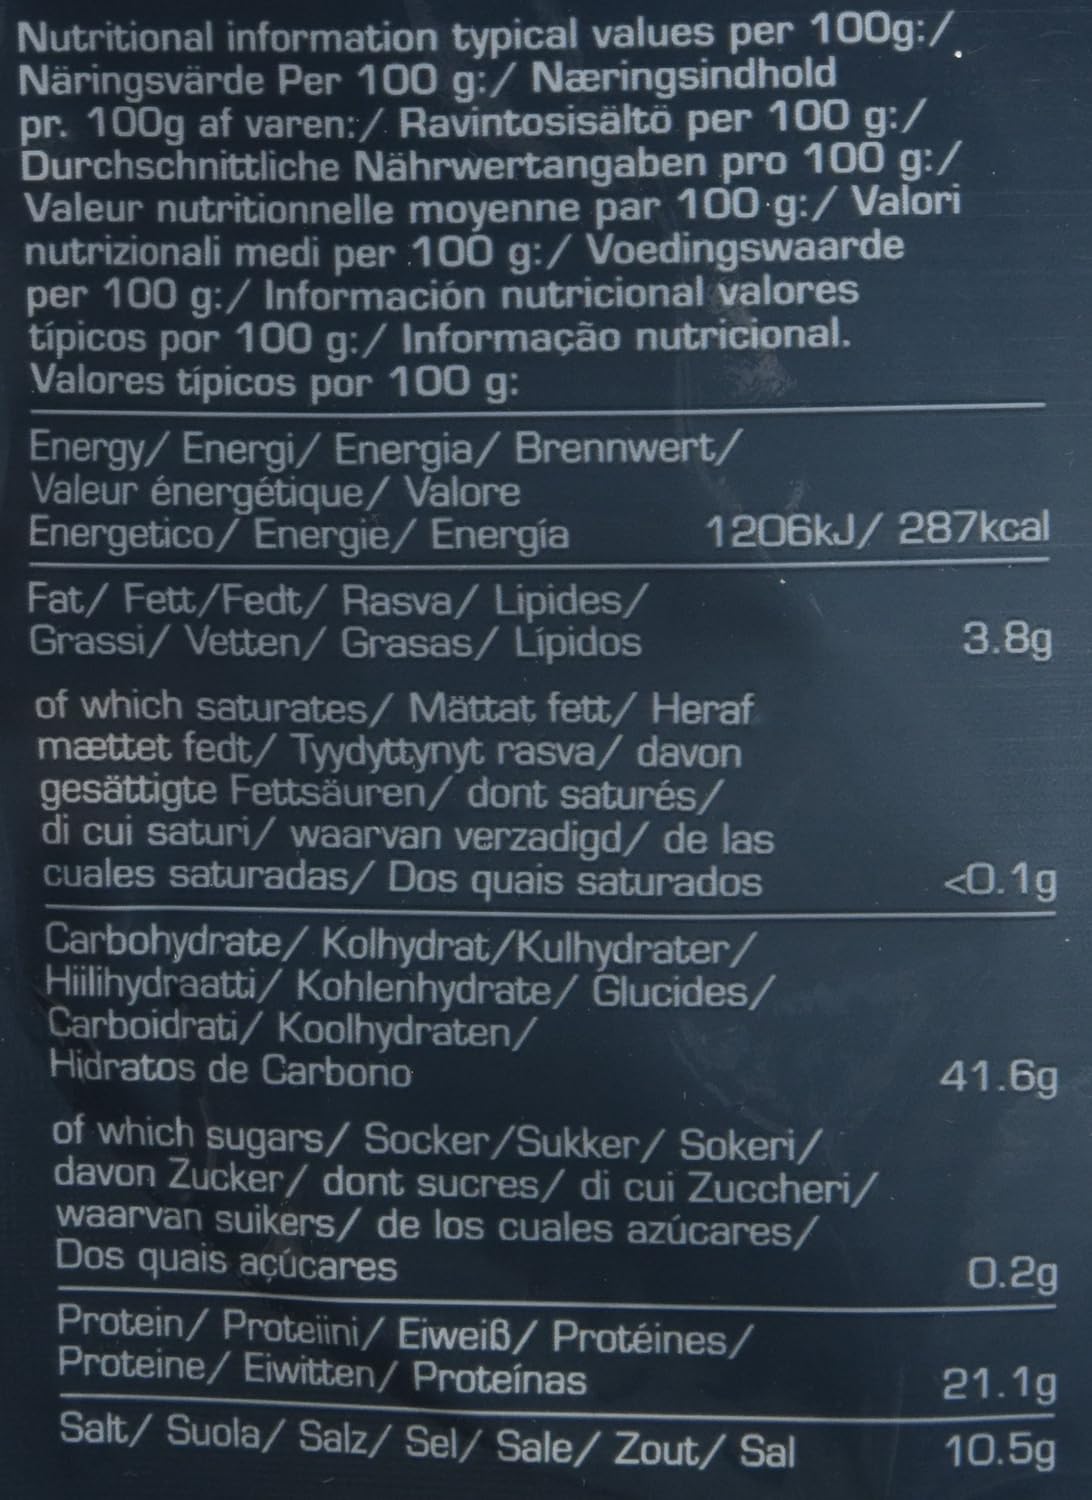 Nutritional information typical values per 100g:/
Näringsvärde Per 100 g:/ Næringsindhold
pr. 100g af varen:/ Ravintosisältö per 100 g:/
Durchschnittliche Nährwertangaben pro 100 g:/
Valeur nutritionnelle moyenne par 100 g:/ Valori
nutrizionali medi per 100 g:/ Voedingswaarde
per 100 g:/ Información nutricional valores
típicos por 100 g:/ Informação nutricional.
Valores típicos por 100 g:
Energy/ Energi/ Energia/ Brennwert/
Valeur énergétique/ Valore
Energetico/ Energie/ Energía 1206kJ/ 287kcal
Fat/ Fett/Fedt/ Rasva/ Lipides/
Grassi/ Vetten/ Grasas/ Lípidos 3.8g
of which saturates/ Mättat fett/ Heraf
mættet fedt/ Tyydyttynyt rasva/ davon
gesättigte Fettsäuren/ dont saturés/
di cui saturi/ waarvan verzadigd/ de las
cuales saturadas/ Dos quais saturados <0.1g
Carbohydrate/ Kolhydrat/Kulhydrater/
Hiilihydraatti/ Kohlenhydrate/ Glucides/
Carboidrati/ Koolhydraten/
Hidratos de Carbono 41.6g
of which sugars/ Socker/Sukker/ Sokeri/
davon Zucker/ dont sucres/ di cui Zuccheri/
waarvan suikers/ de los cuales azúcares/
Dos quais açúcares 0.2g
Protein/ Proteiini/ Eiweiß/ Protéines/
Proteine/ Eiwitten/ Proteínas 21.1g
Salt/ Suola/ Salz/ Sel/ Sale/ Zout/ Sal 10.5g